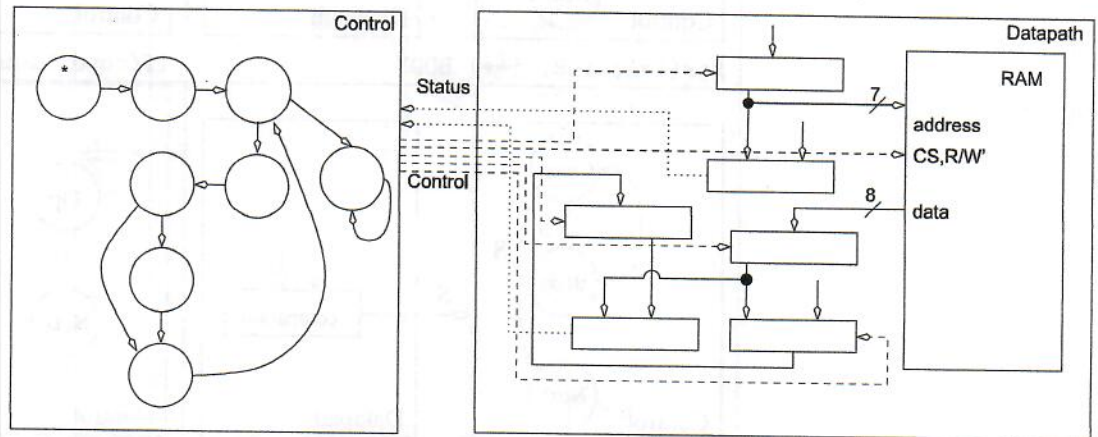 Control
Datapath
*
RAM
Status
7
address
CS,R/W'
Control
8
data